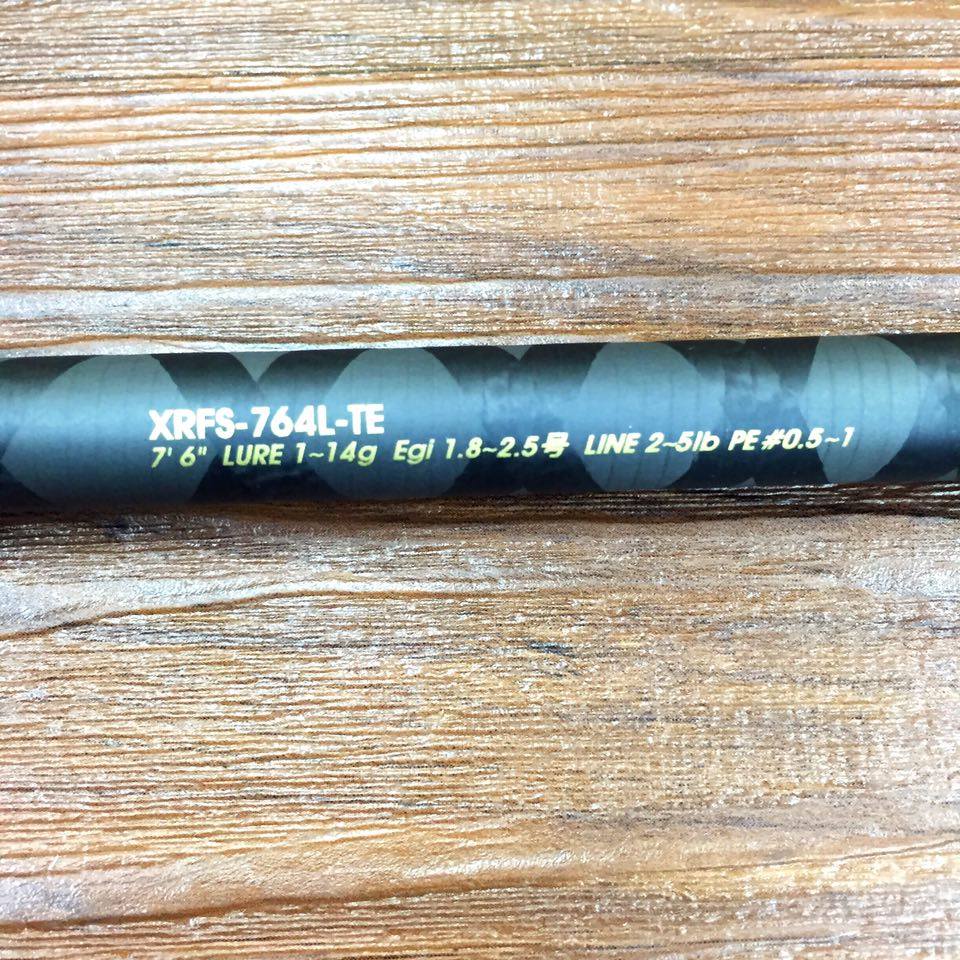 XRFS-764L-TE
7' 6" LURE 1~14g Egi 1.8~2.5号 LINE 2~5lb PE#0.5~1